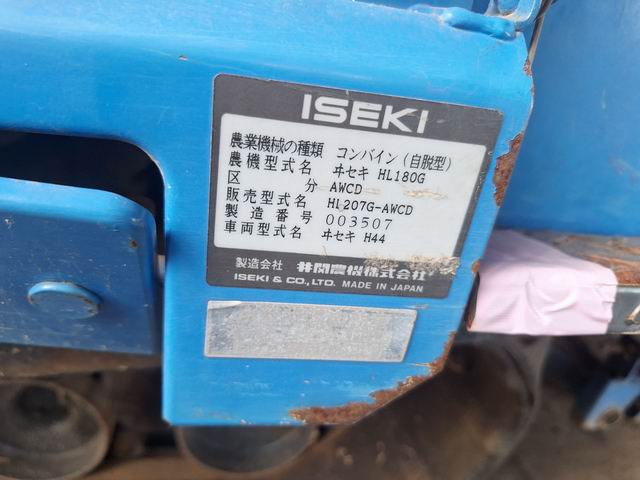 ISEKI
農業機械の種類 コンバイン(自脱型)
農機型式名 ヰセキ HL180G
区分 AWCD
販売型式名 HL207G-AWCD
製造番号 003507
車両型式名 ヰセキ H44
製造会社 井関農機株式会社
ISEKI & CO., LTD. MADE IN JAPAN